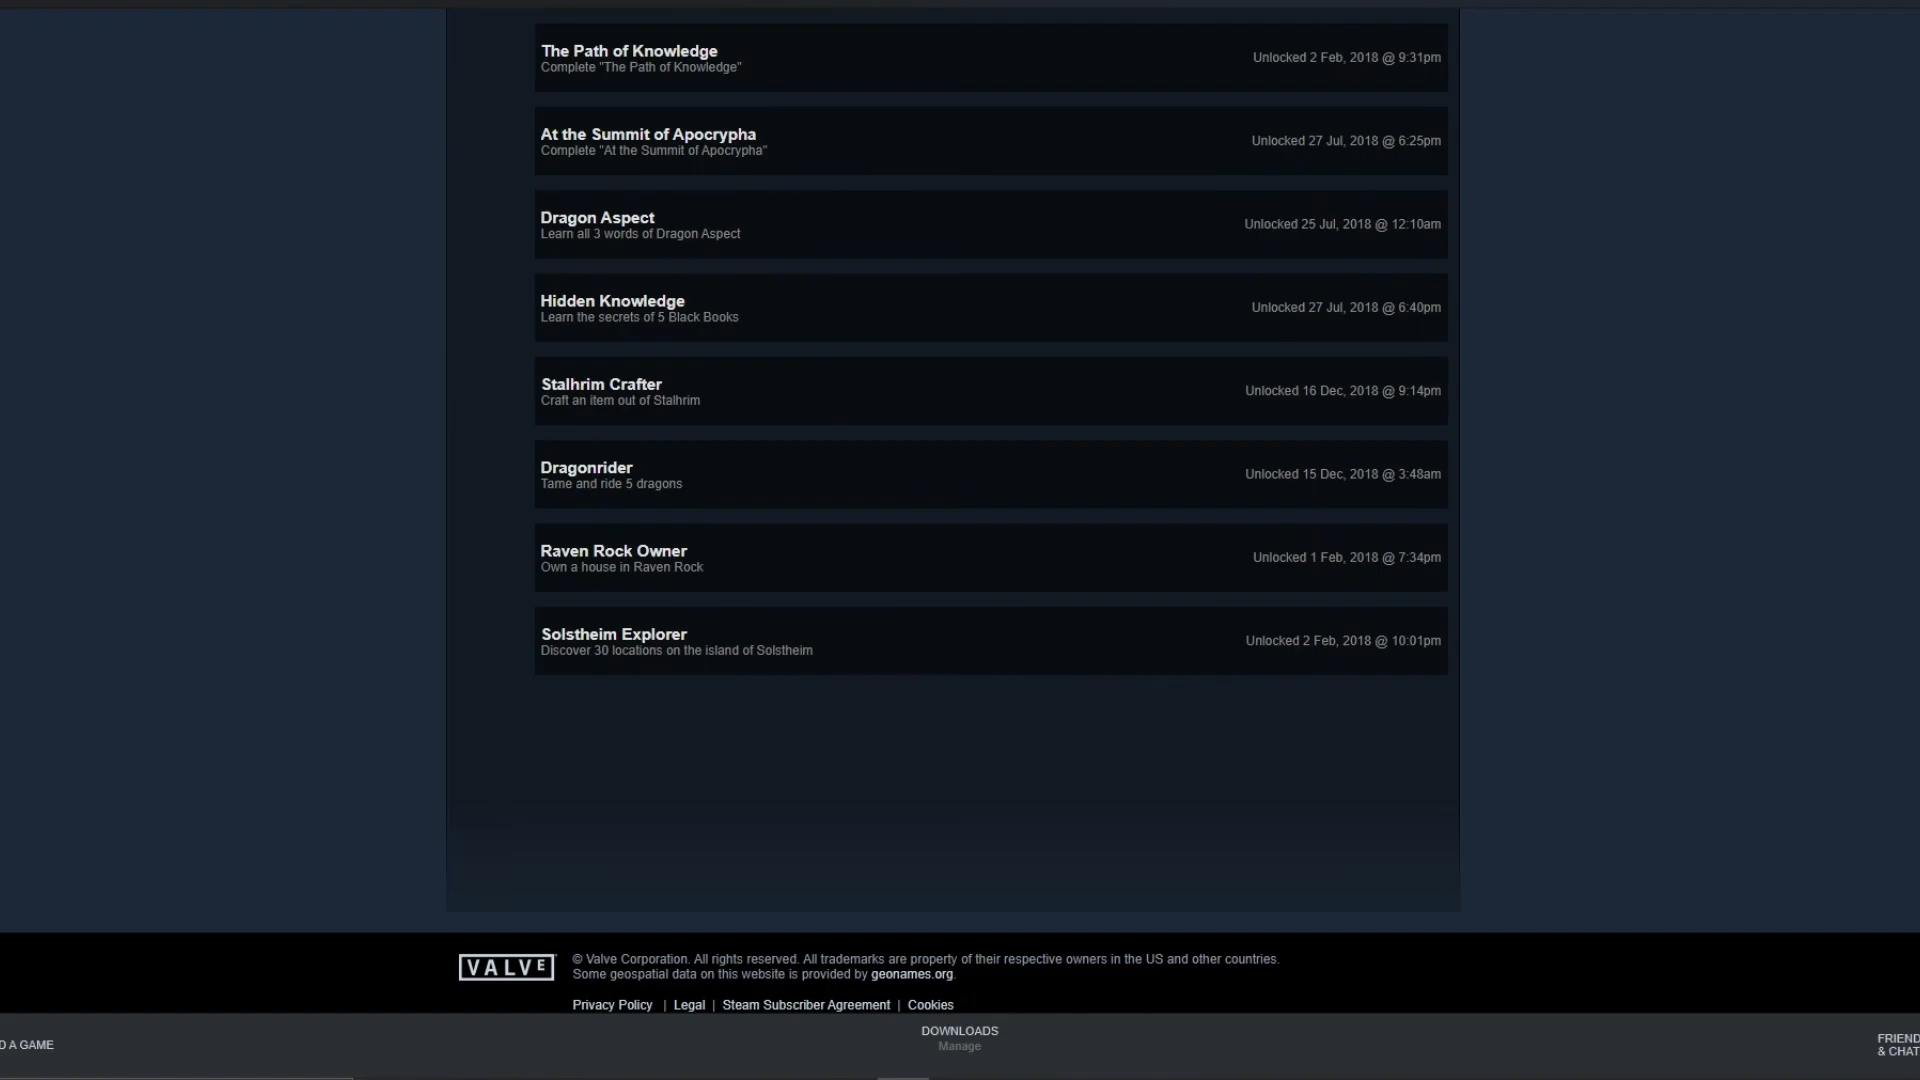 The Path of Knowledge
Complete "The Path of Knowledge"
Unlocked 2 Feb, 2018 @ 9:31pm
At the Summit of Apocrypha
Complete "At the Summit of Apocrypha"
Unlocked 27 Jul, 2018 @ 6:25pm
Dragon Aspect
Learn all 3 words of Dragon Aspect
Unlocked 25 Jul, 2018 @ 12:10am
Hidden Knowledge
Learn the secrets of 5 Black Books
Unlocked 27 Jul, 2018 @ 6:40pm
Stalhrim Crafter
Craft an item out of Stalhrim
Unlocked 16 Dec, 2018 @ 9:14pm
Dragonrider
Tame and ride 5 dragons
Unlocked 15 Dec, 2018 @ 3:48am
Raven Rock Owner
Own a house in Raven Rock
Unlocked 1 Feb, 2018 @ 7:34pm
Solstheim Explorer
Discover 30 locations on the island of Solstheim
Unlocked 2 Feb, 2018 @ 10:01pm
VALVE
© Valve Corporation. All rights reserved. All trademarks are property of their respective owners in the US and other countries.
Some geospatial data on this website is provided by geonames.org.
Privacy Policy | Legal | Steam Subscriber Agreement | Cookies
D A GAME
DOWNLOADS
Manage
FRIEND
& CHAT